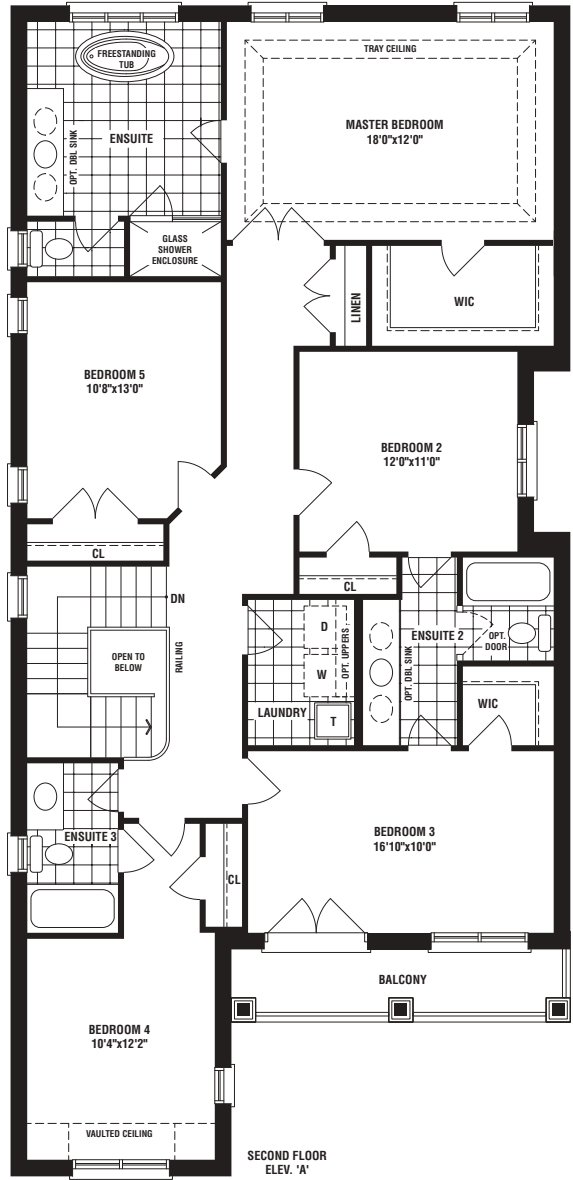 FREESTANDING
TUB
TRAY CEILING
MASTER BEDROOM
18'0"x12'0"
ENSUITE
OPT. DBL SINK
GLASS
SHOWER
ENCLOSURE
LINEN
WIC
BEDROOM 5
10'8"x13'0"
BEDROOM 2
12'0"x11'0"
CL
CL
DN
OPEN TO
BELOW
RAILING
D
W
OPT. UPPERS
LAUNDRY
T
ENSUITE 2
OPT. DBL SINK
OPT.
DOOR
WIC
ENSUITE 3
CL
BEDROOM 3
16'10"x10'0"
BALCONY
BEDROOM 4
10'4"x12'2"
VAULTED CEILING
SECOND FLOOR
ELEV. 'A'